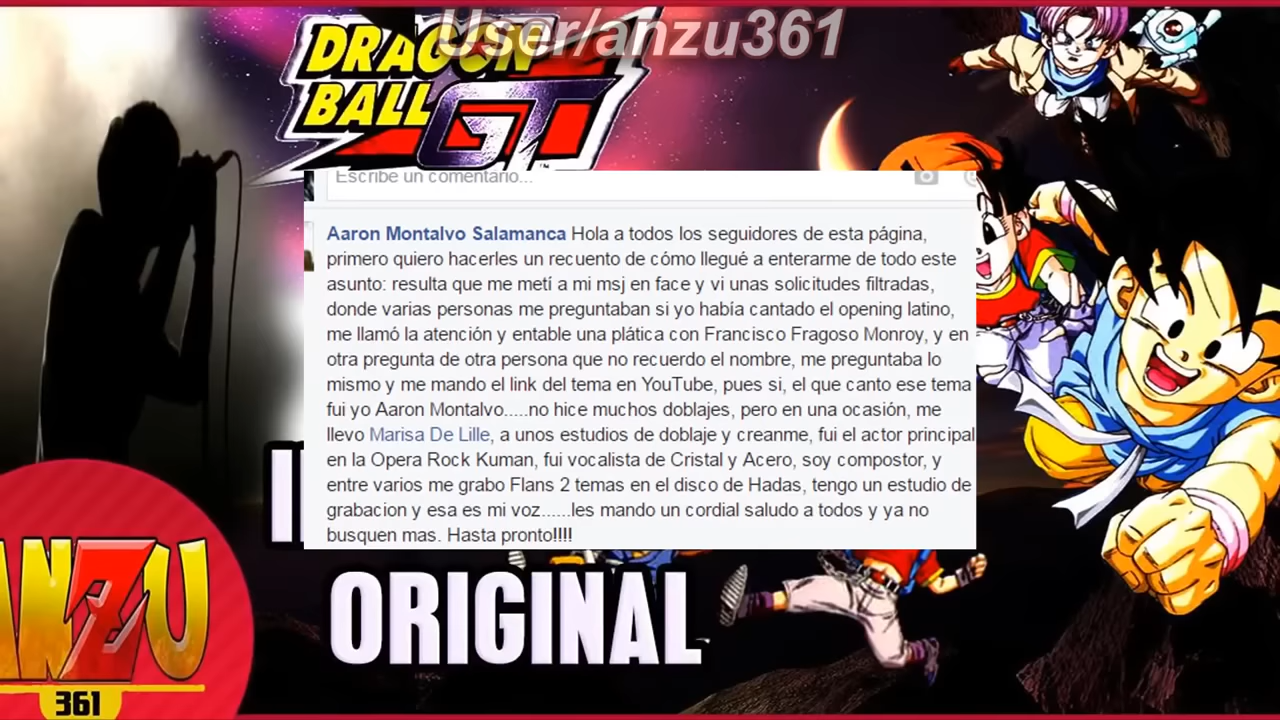 User/anzu361
DRAGON
BALL
GT
Escribe un comentario...
Aaron Montalvo Salamanca Hola a todos los seguidores de esta página,
primero quiero hacerles un recuento de cómo llegué a enterarme de todo este
asunto: resulta que me metí a mi msj en face y vi unas solicitudes filtradas,
donde varias personas me preguntaban si yo había cantado el opening latino,
me llamó la atención y entable una plática con Francisco Fragoso Monroy, y en
otra pregunta de otra persona que no recuerdo el nombre, me preguntaba lo
mismo y me mando el link del tema en YouTube, pues si, el que canto ese tema
fui yo Aaron Montalvo.....no hice muchos doblajes, pero en una ocasión, me
llevo Marisa De Lille, a unos estudios de doblaje y creanme, fui el actor principal
en la Opera Rock Kuman, fui vocalista de Cristal y Acero, soy compostor, y
entre varios me grabo Flans 2 temas en el disco de Hadas, tengo un estudio de
grabacion y esa es mi voz......les mando un cordial saludo a todos y ya no
busquen mas. Hasta pronto!!!!
ORIGINAL
ANZU
361